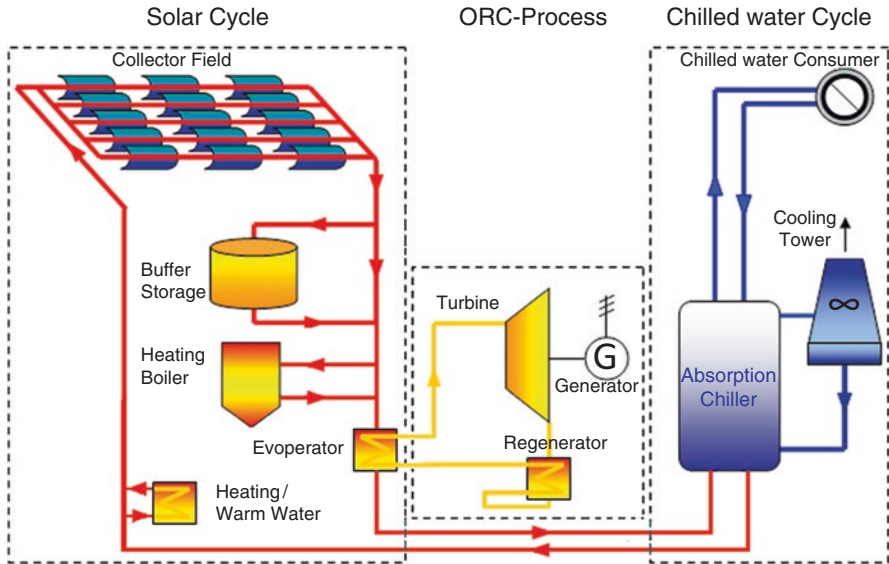 Solar Cycle
ORC-Process
Chilled water Cycle
Collector Field
Chilled water Consumer
Cooling
Tower
Buffer
Storage
Turbine
Heating
Boiler
G
Generator
Absorption
Chiller
Evoperator
Regenerator
Heating/
Warm Water